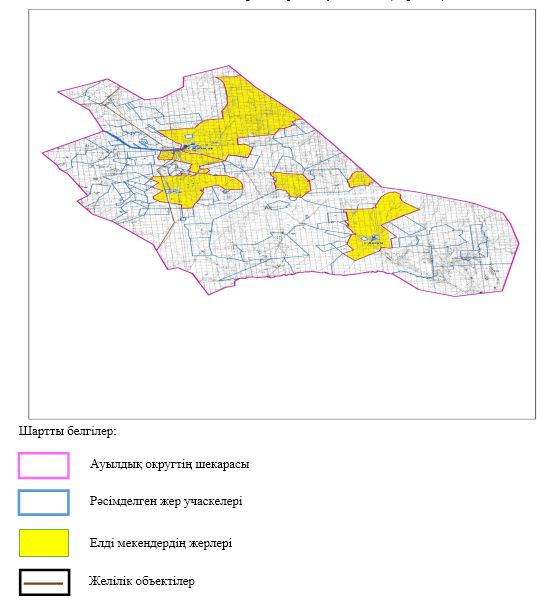 Шартты белгілер:
Ауылдық округтің шекарасы
Рәсімделген жер учаскелері
Елді мекендердің жерлері
Желілік объектілер